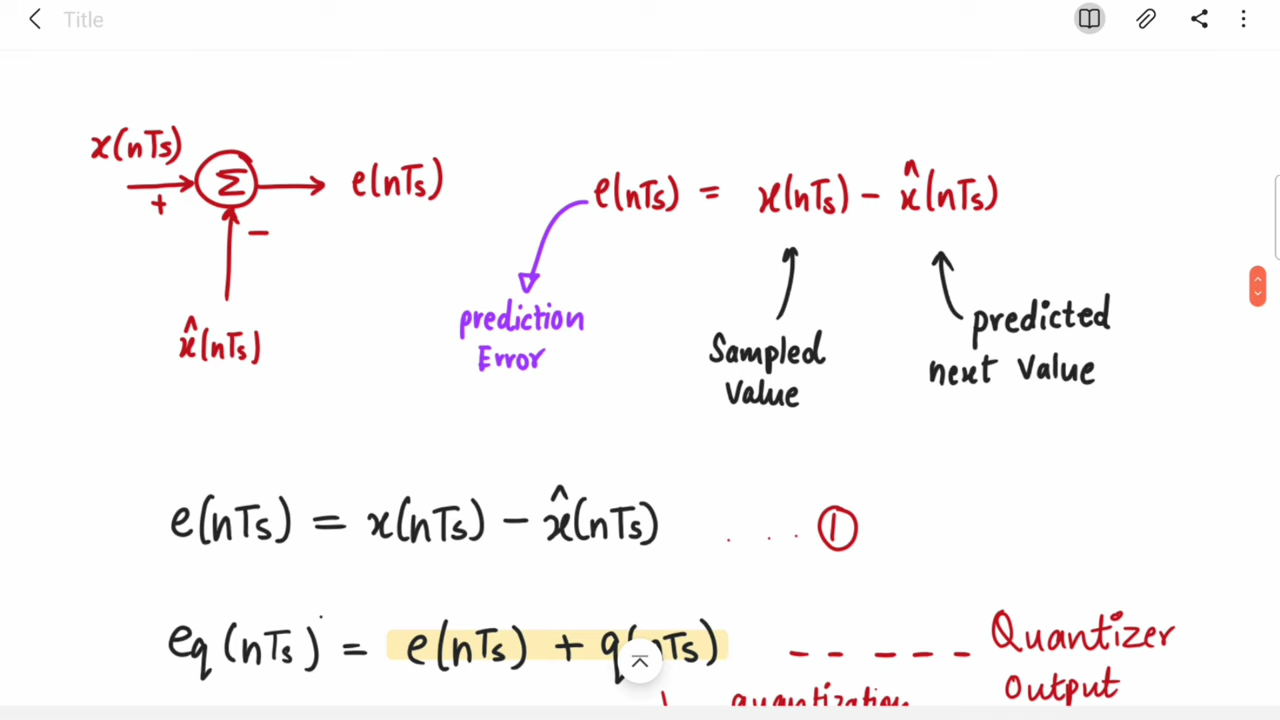 Title
x(nTs)
+
Σ
e(nTs)
−
x̂(nTs)
e(nTs) = x(nTs) − x̂(nTs)
prediction
Error
Sampled
Value
predicted
next Value
e(nTs) = x(nTs) − x̂(nTs) .... ①
eq(nTs) = e(nTs) + q(nTs) _ _ _ _ _ Quantizer
Output
quantization